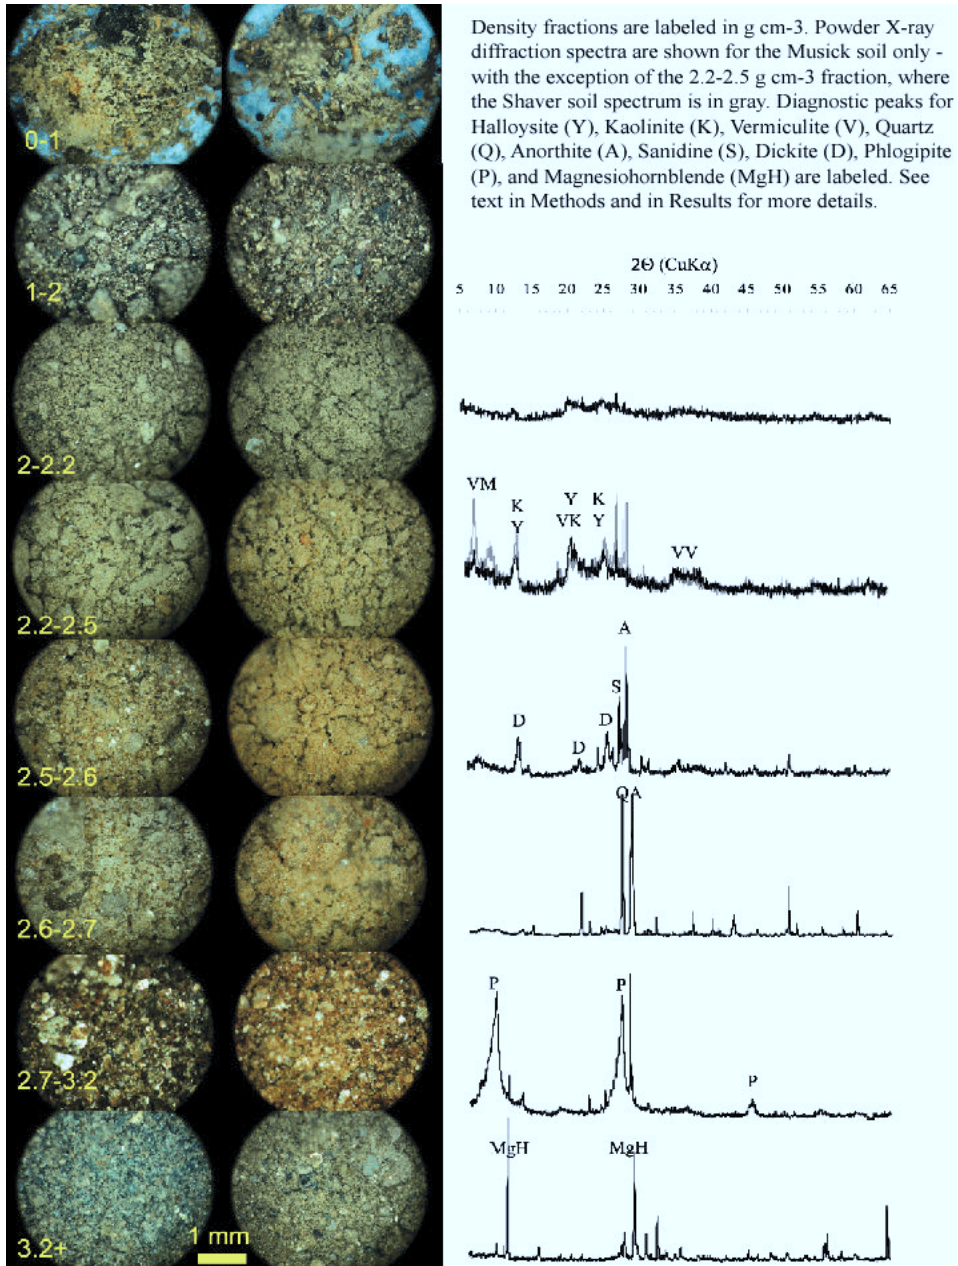 Density fractions are labeled in g cm-3. Powder X-ray
diffraction spectra are shown for the Musick soil only -
with the exception of the 2.2-2.5 g cm-3 fraction, where
the Shaver soil spectrum is in gray. Diagnostic peaks for
Halloysite (Y), Kaolinite (K), Vermiculite (V), Quartz
(Q), Anorthite (A), Sanidine (S), Dickite (D), Phlogipite
(P), and Magnesiohornblende (MgH) are labeled. See
text in Methods and in Results for more details.
0-1
1-2
2-2.2
2.2-2.5
2.5-2.6
2.6-2.7
2.7-3.2
3.2+
1 mm
2Θ (CuKα)
5 10 15 20 25 30 35 40 45 50 55 60 65
VM
K
Y
Y
VK
K
Y
VV
A
S
D
D
D
QA
P
P
P
MgH
MgH